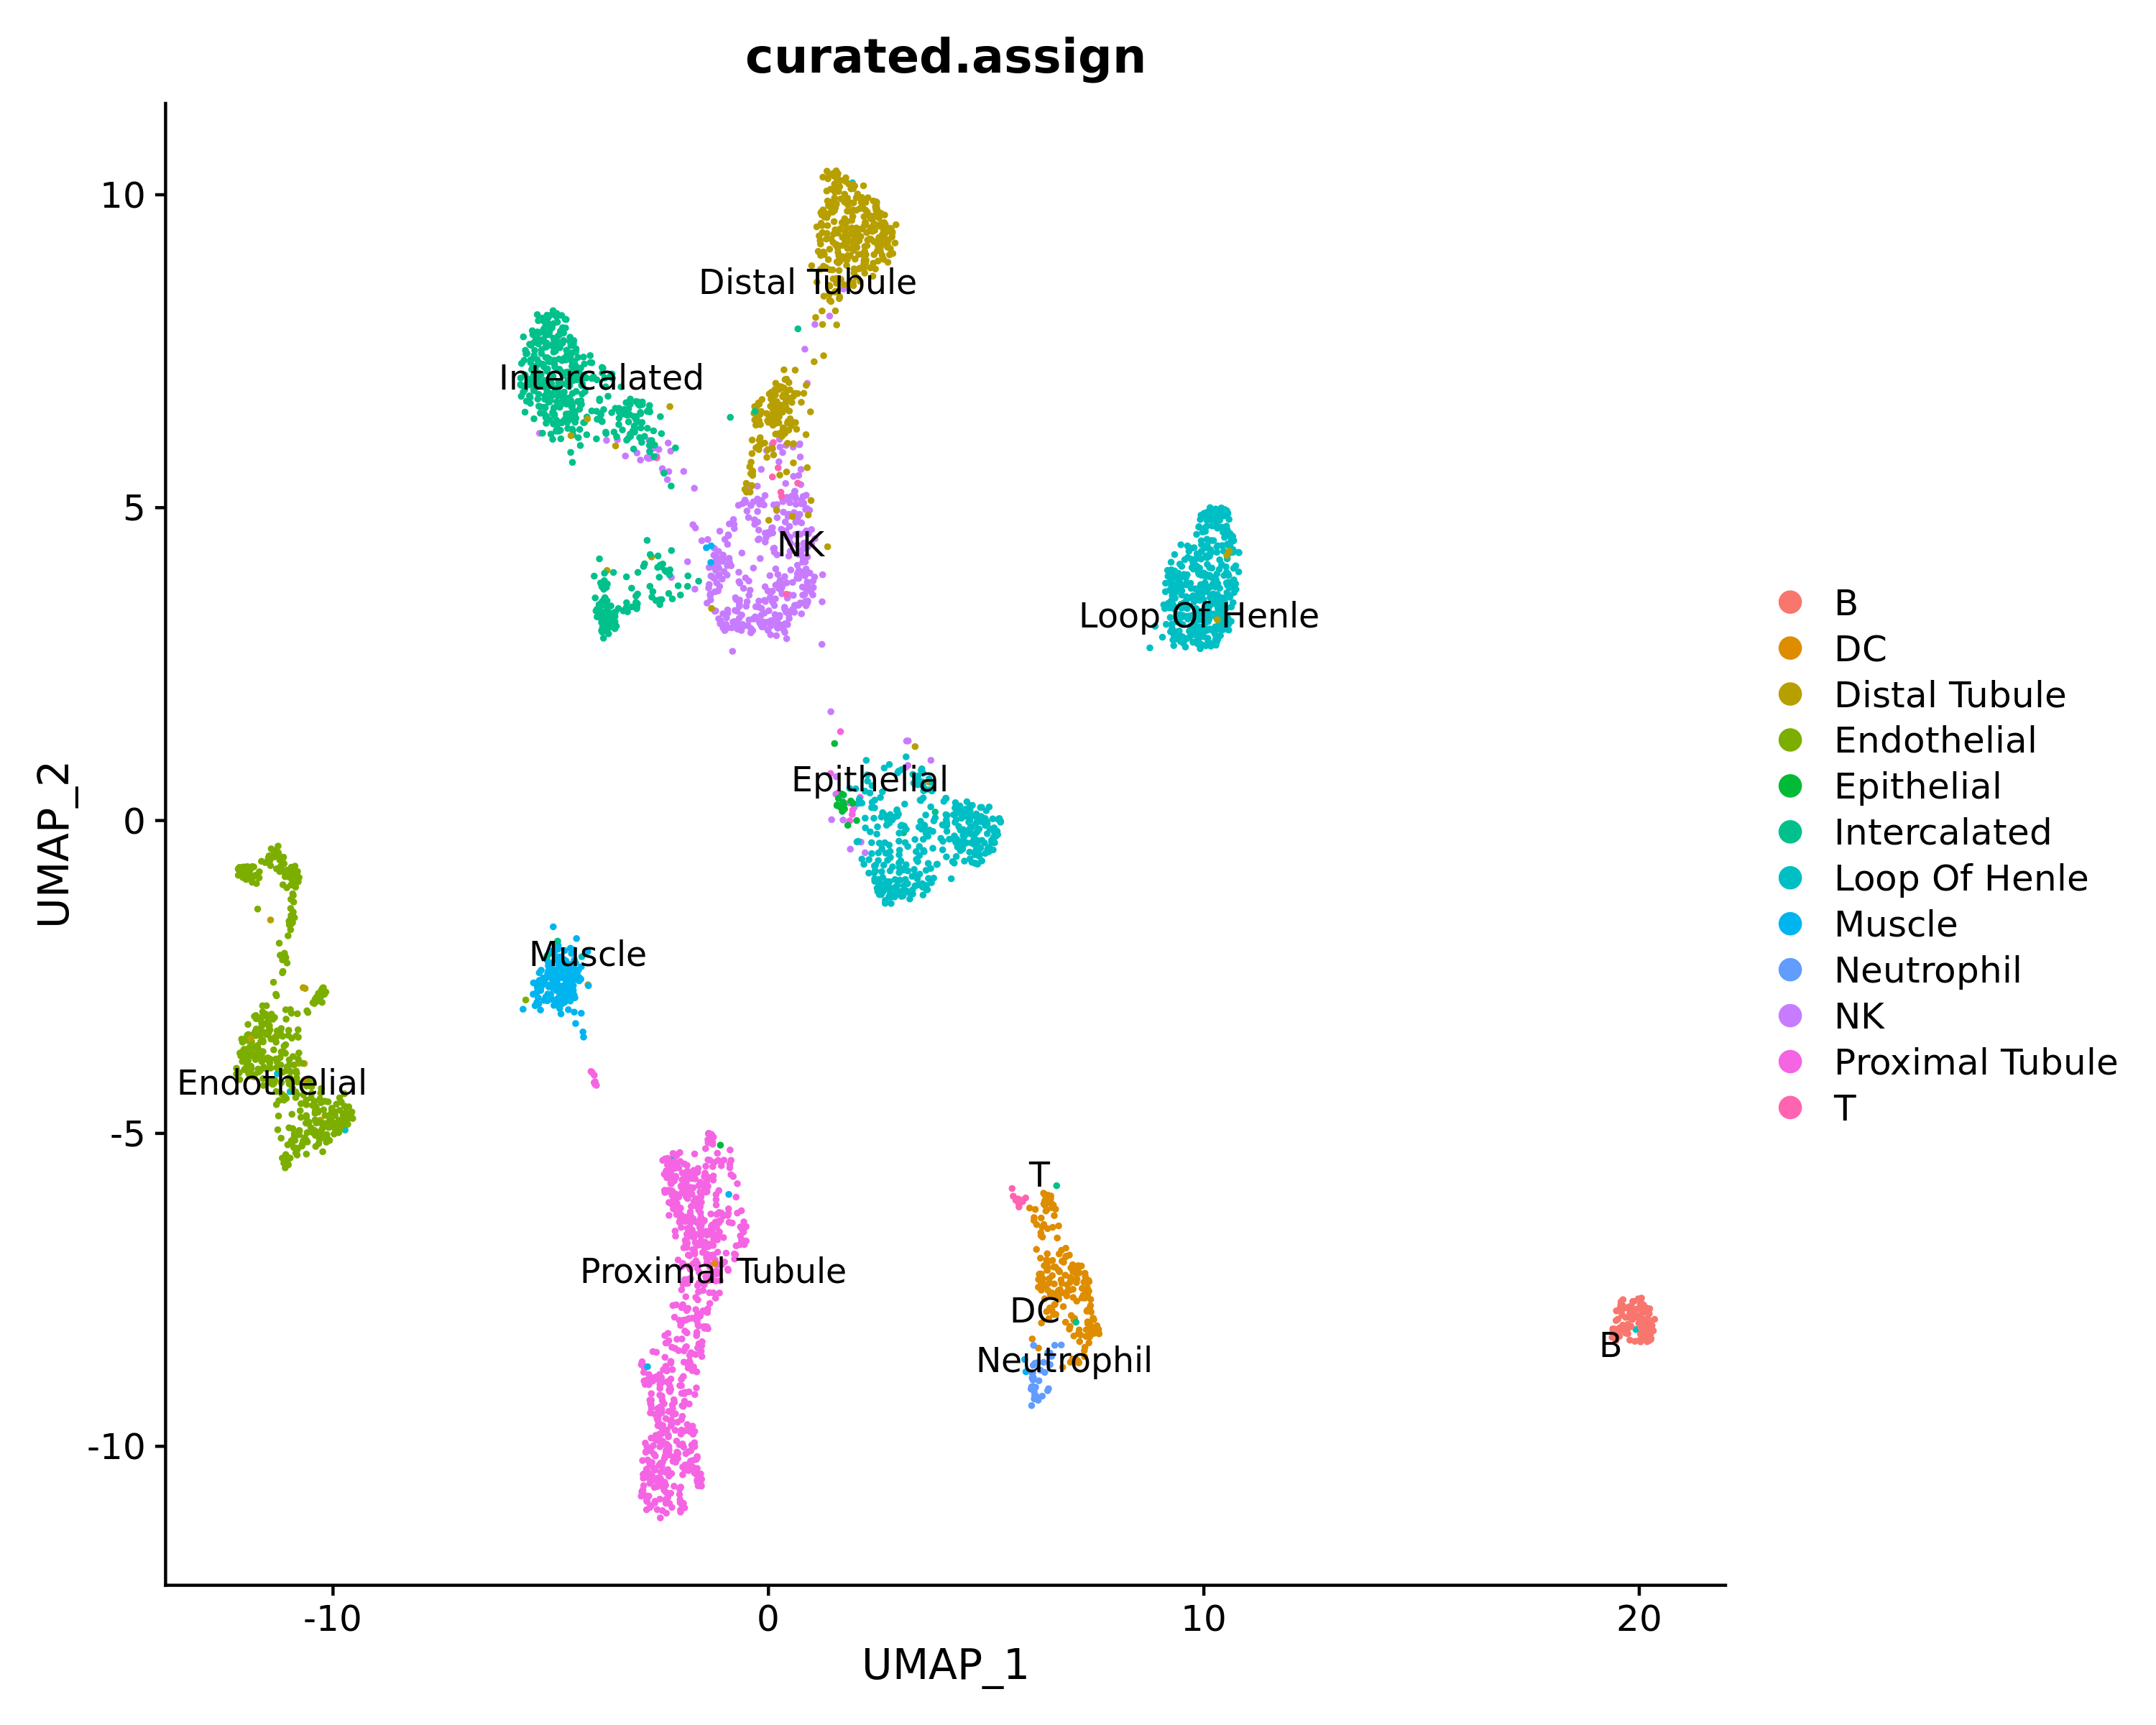 curated.assign
10
5
0
-5
-10
UMAP_2
Distal Tubule
Intercalated
NK
Loop Of Henle
Epithelial
Muscle
Endothelial
T
Proximal Tubule
DC
B
Neutrophil
-10
0
10
20
UMAP_1
B
DC
Distal Tubule
Endothelial
Epithelial
Intercalated
Loop Of Henle
Muscle
Neutrophil
NK
Proximal Tubule
T